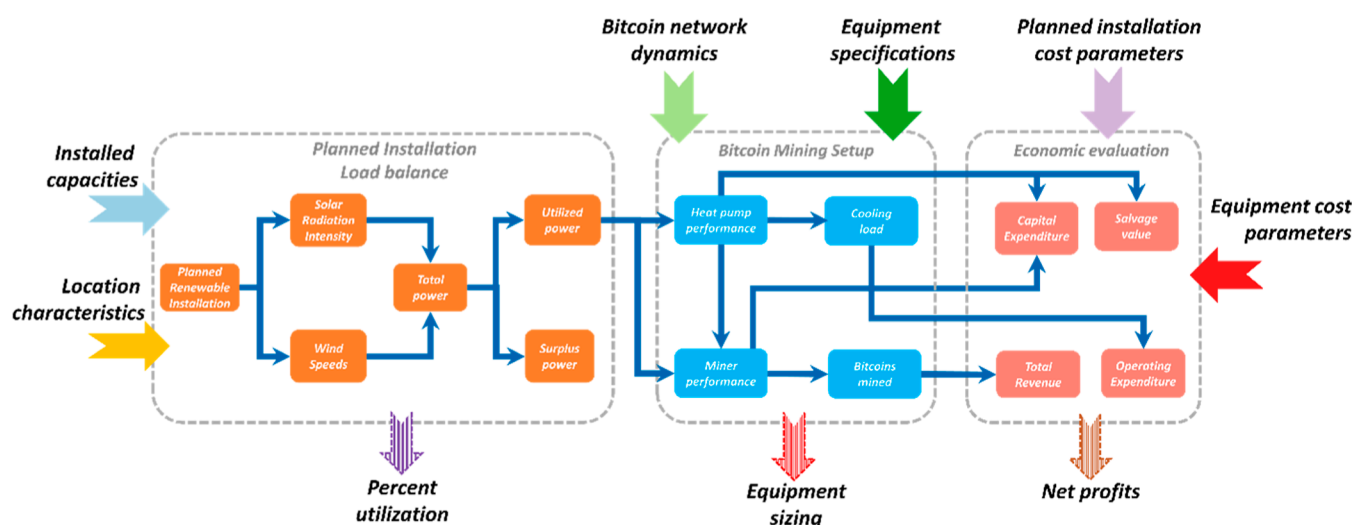 Bitcoin network
dynamics
Equipment
specifications
Planned installation
cost parameters
Installed
capacities
Location
characteristics
Planned Installation
Load balance
Planned
Renewable
Installation
Solar
Radiation
Intensity
Wind
Speeds
Total
power
Utilized
power
Surplus
power
Percent
utilization
Bitcoin Mining Setup
Heat pump
performance
Cooling
load
Miner
performance
Bitcoins
mined
Equipment
sizing
Economic evaluation
Capital
Expenditure
Salvage
value
Total
Revenue
Operating
Expenditure
Equipment cost
parameters
Net profits